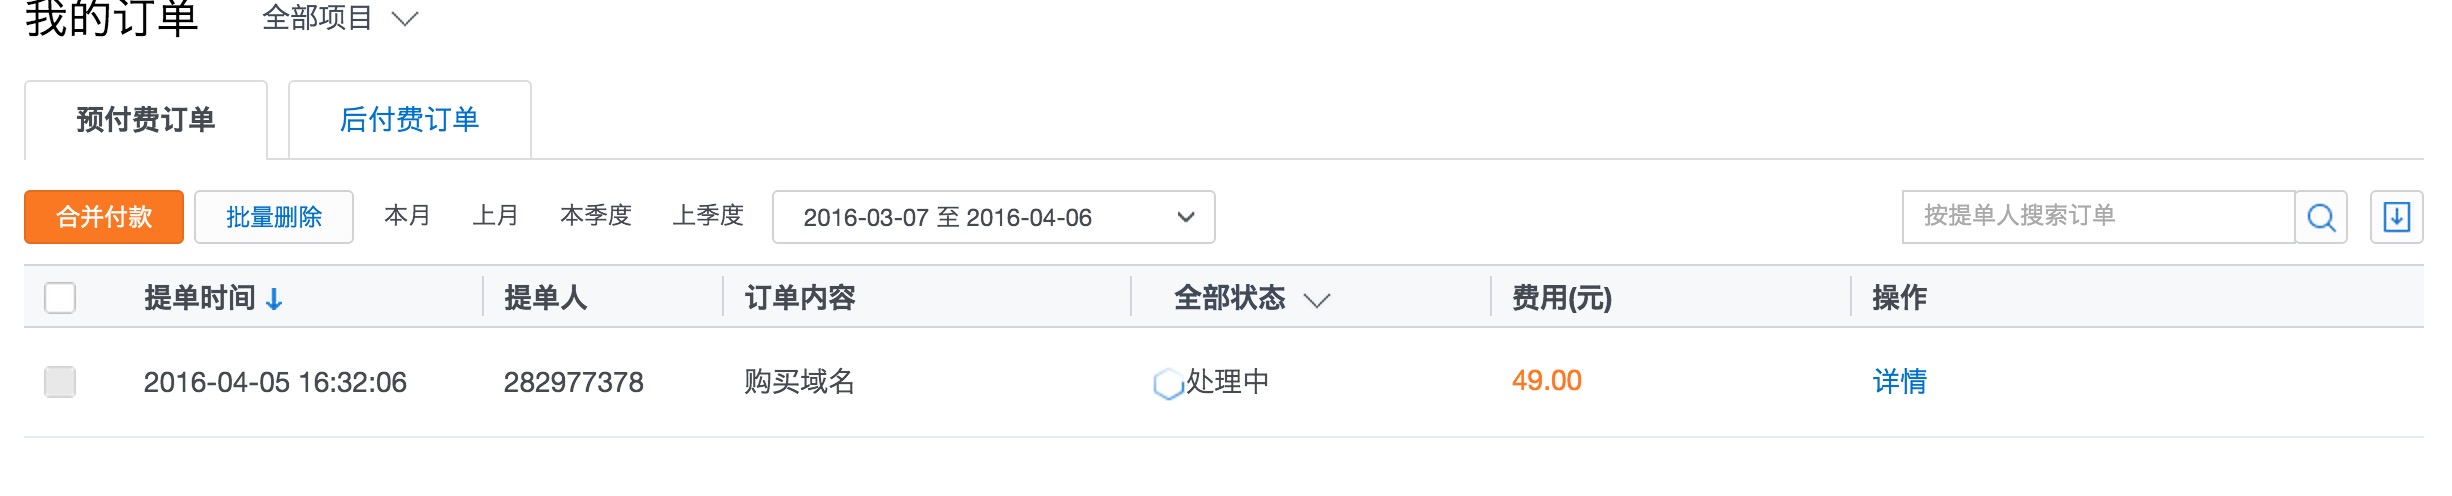 我的订单 全部项目
预付费订单 后付费订单
合并付款 批量删除 本月 上月 本季度 上季度 2016-03-07 至 2016-04-06 按提单人搜索订单
提单时间 提单人 订单内容 全部状态 费用(元) 操作
2016-04-05 16:32:06 282977378 购买域名 处理中 49.00 详情